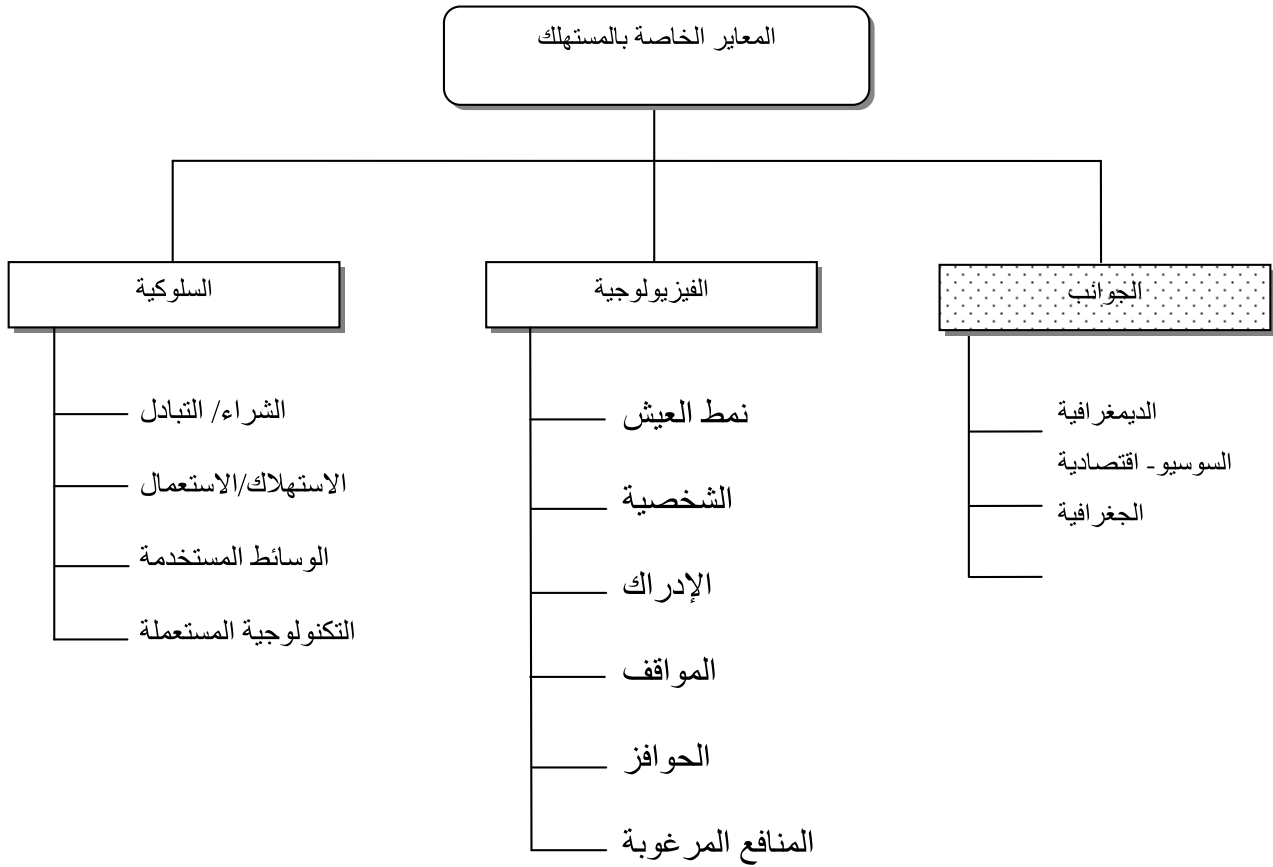 المعاير الخاصة بالمستهلك
الجوانب
الديمغرافية
السوسيو- اقتصادية
الجغرافية
الفيزيولوجية
نمط العيش
الشخصية
الإدراك
المواقف
الحوافز
المنافع المرغوبة
السلوكية
الشراء/ التبادل
الاستهلاك/الاستعمال
الوسائط المستخدمة
التكنولوجية المستعملة